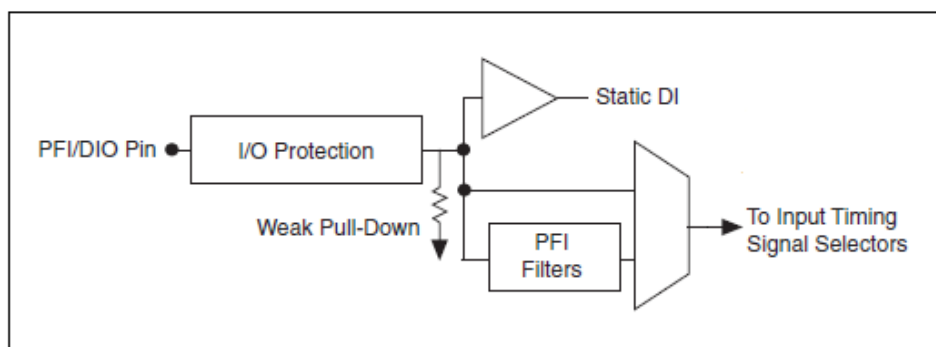 Static DI
PFI/DIO Pin
I/O Protection
Weak Pull-Down
PFI
Filters
To Input Timing
Signal Selectors